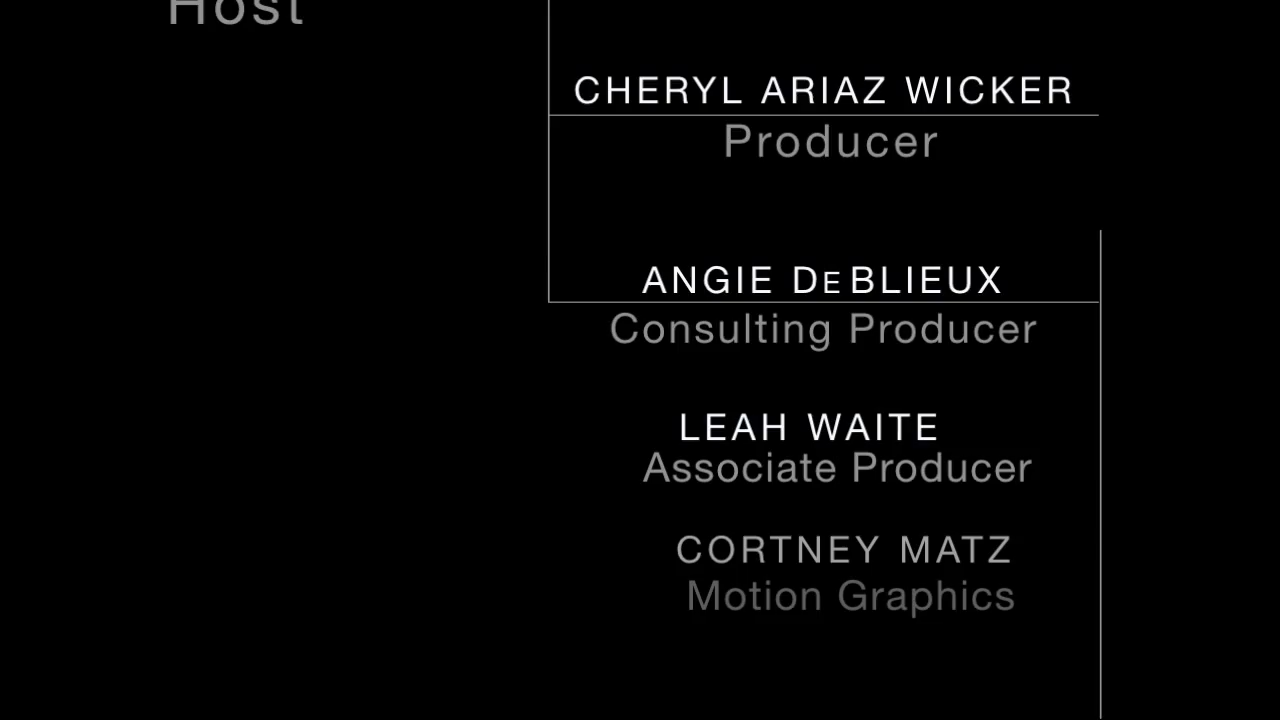 Host
CHERYL ARIAZ WICKER
Producer
ANGIE DEBLIEUX
Consulting Producer
LEAH WAITE
Associate Producer
CORTNEY MATZ
Motion Graphics